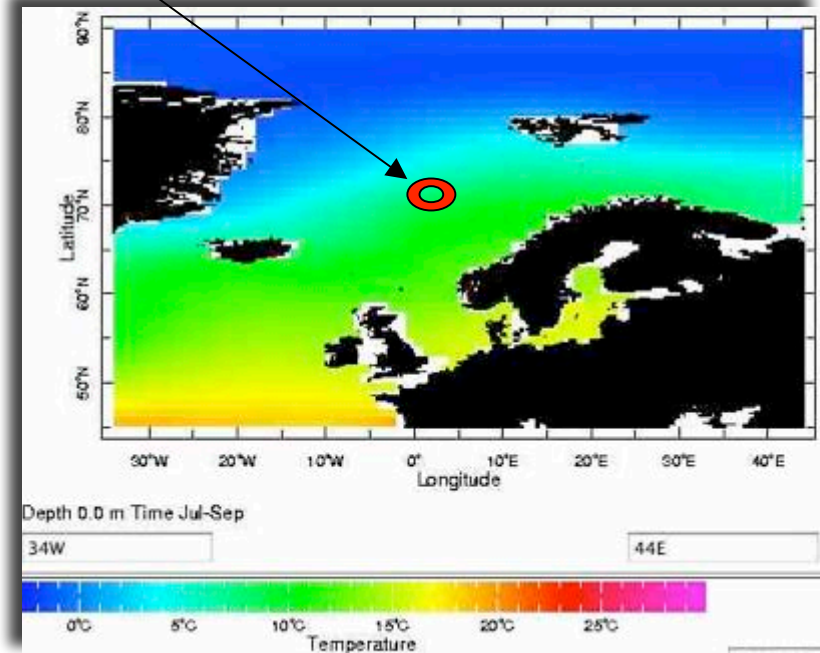 90°N
80°N
70°N
60°N
50°N
Latitude
30°W 20°W 10°W 0° 10°E 20°E 30°E 40°E
Longitude
Depth 0.0 m Time Jul-Sep
34W 44E
0°C 5°C 10°C 15°C 20°C 25°C
Temperature